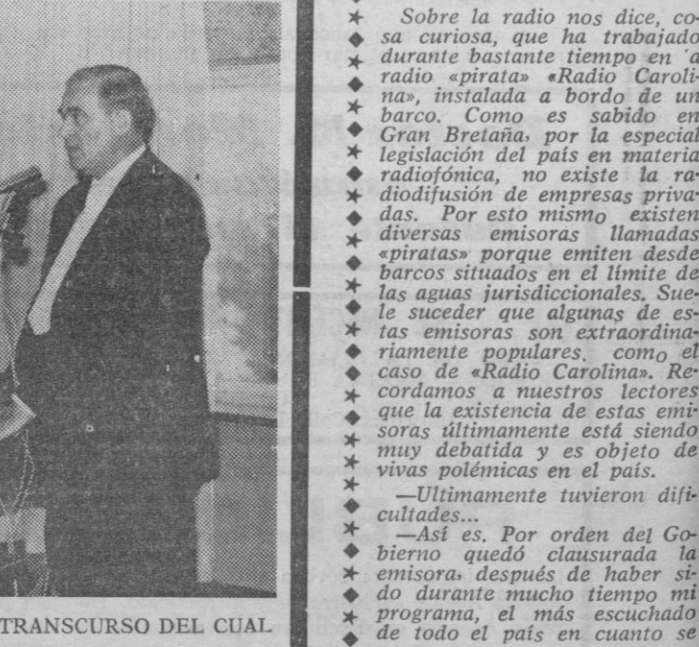 TRANSCURSO DEL CUAL
Sobre la radio nos dice, co-
sa curiosa, que ha trabajado
durante bastante tiempo en a
radio «pirata» «Radio Caroli-
na», instalada a bordo de un
barco. Como es sabido en
Gran Bretaña, por la especial
legislación del país en materia
radiofónica, no existe la ra-
diodifusión de empresas priva-
das. Por esto mismo existen
diversas emisoras llamadas
«piratas» porque emiten desde
barcos situados en el límite de
las aguas jurisdiccionales. Sue-
le suceder que algunas de es-
tas emisoras son extraordina-
riamente populares, como el
caso de «Radio Carolina». Re-
cordamos a nuestros lectores
que la existencia de estas emi-
soras últimamente está siendo
muy debatida y es objeto de
vivas polémicas en el país.
—Ultimamente tuvieron difi-
cultades...
—Así es. Por orden del Go-
bierno quedó clausurada la
emisora, después de haber si-
do durante mucho tiempo mi
programa, el más escuchado
de todo el país en cuanto se